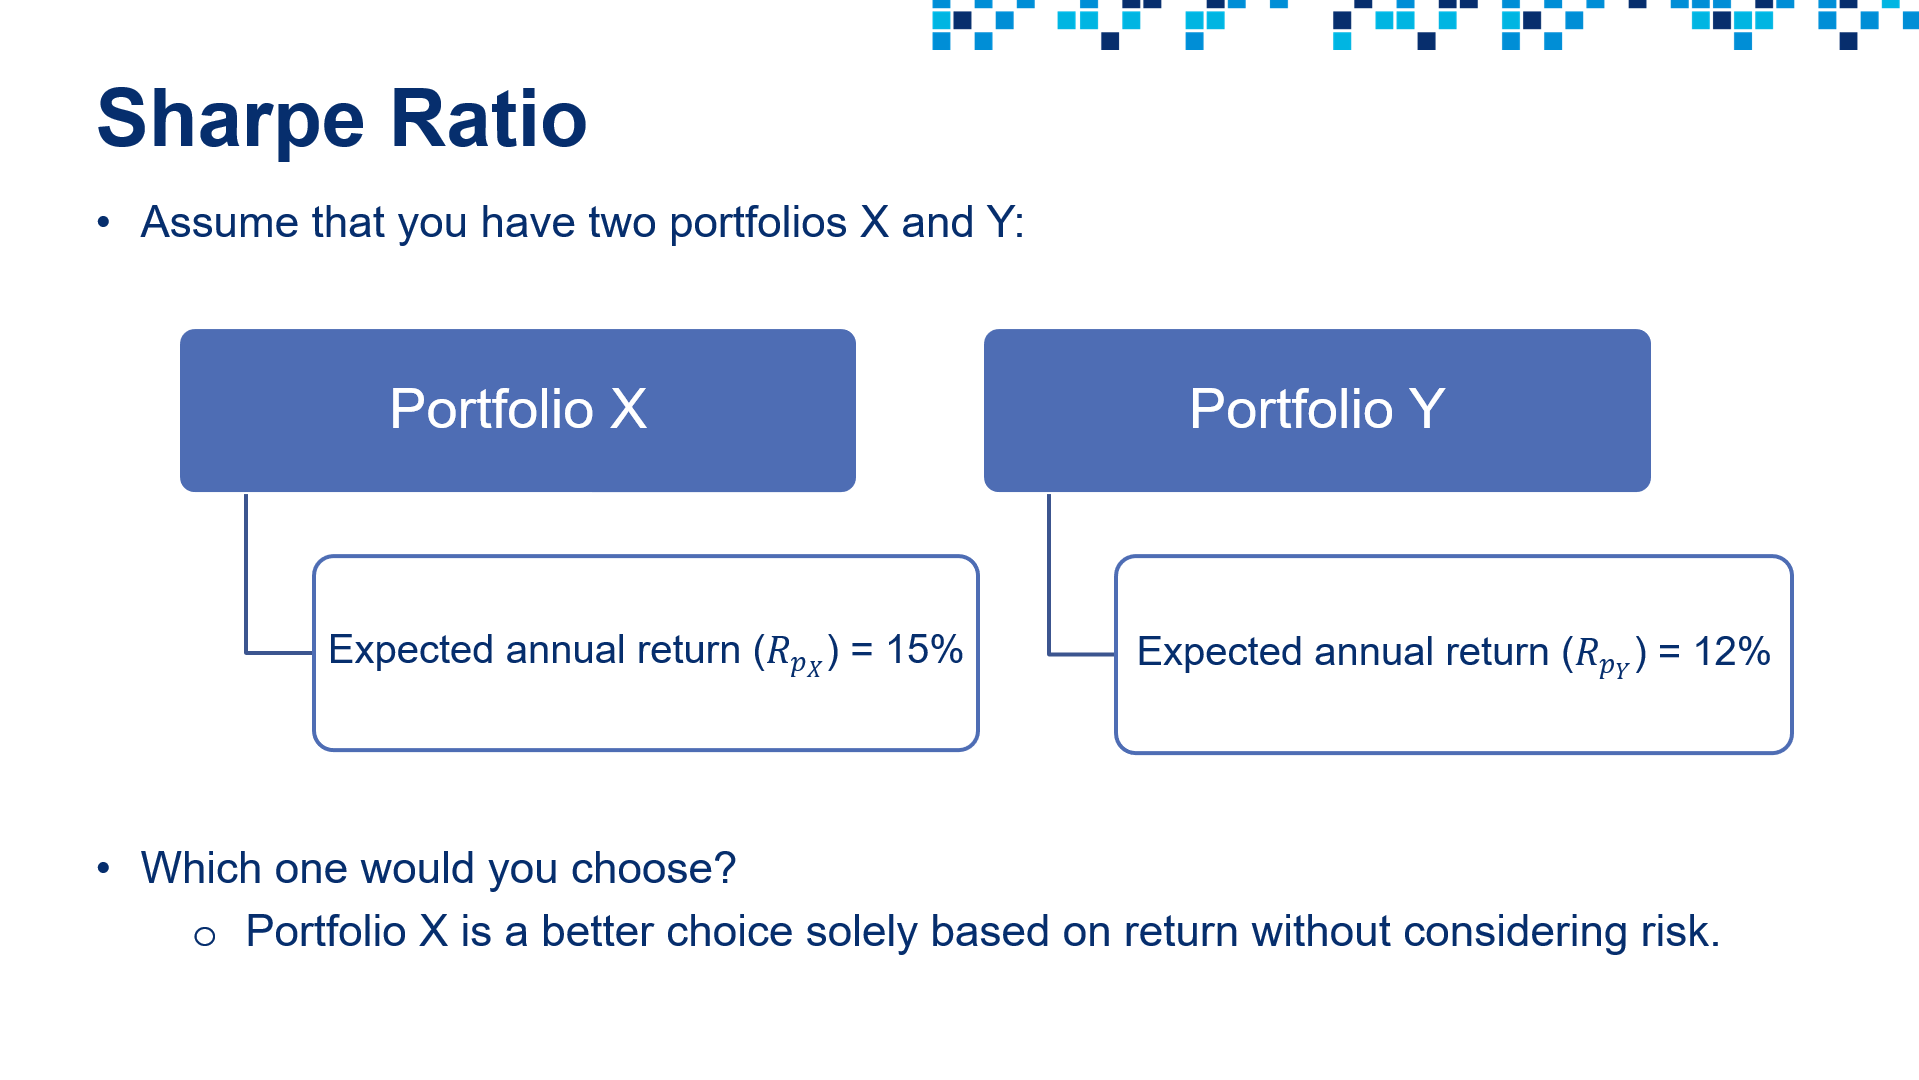 Sharpe Ratio
• Assume that you have two portfolios X and Y:
Portfolio X
Portfolio Y
Expected annual return (R_{p_X}) = 15%
Expected annual return (R_{p_Y}) = 12%
• Which one would you choose?
o Portfolio X is a better choice solely based on return without considering risk.